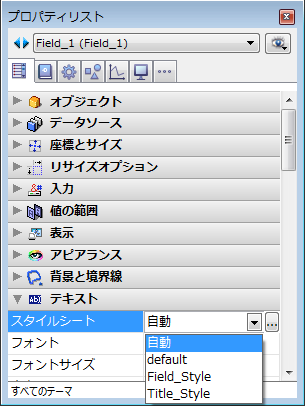 プロパティリスト
Field_1 (Field_1)
オブジェクト
データソース
座標とサイズ
リサイズオプション
入力
値の範囲
表示
アピアランス
背景と境界線
テキスト
スタイルシート 自動
フォント 自動
フォントサイズ default
Field_Style
Title_Style
すべてのテーマ